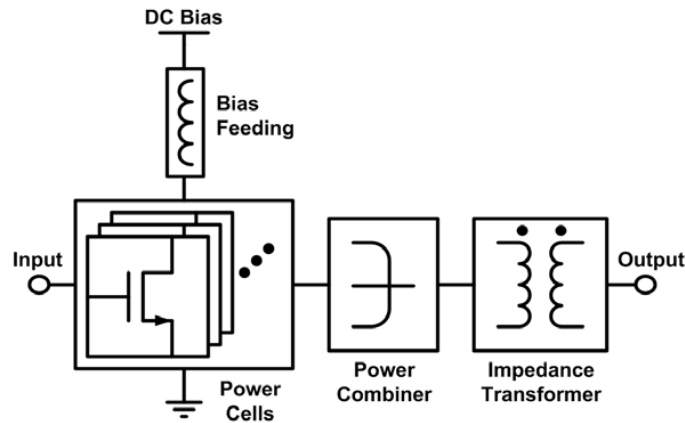 DC Bias
Bias
Feeding
Input
Output
Power
Cells
Power
Combiner
Impedance
Transformer